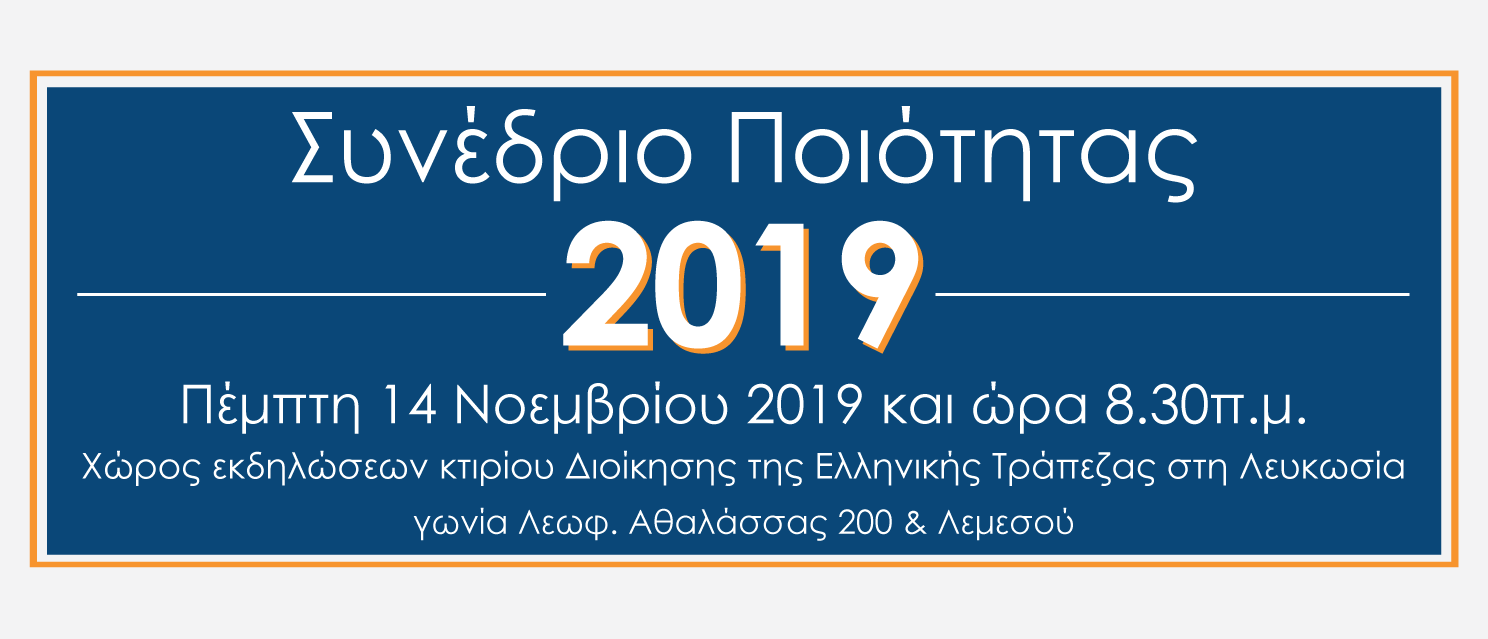 Συνέδριο Ποιότητας
2019
Πέμπτη 14 Νοεμβρίου 2019 και ώρα 8.30π.μ.
Χώρος εκδηλώσεων κτιρίου Διοίκησης της Ελληνικής Τράπεζας στη Λευκωσία
γωνία Λεωφ. Αθαλάσσας 200 & Λεμεσού